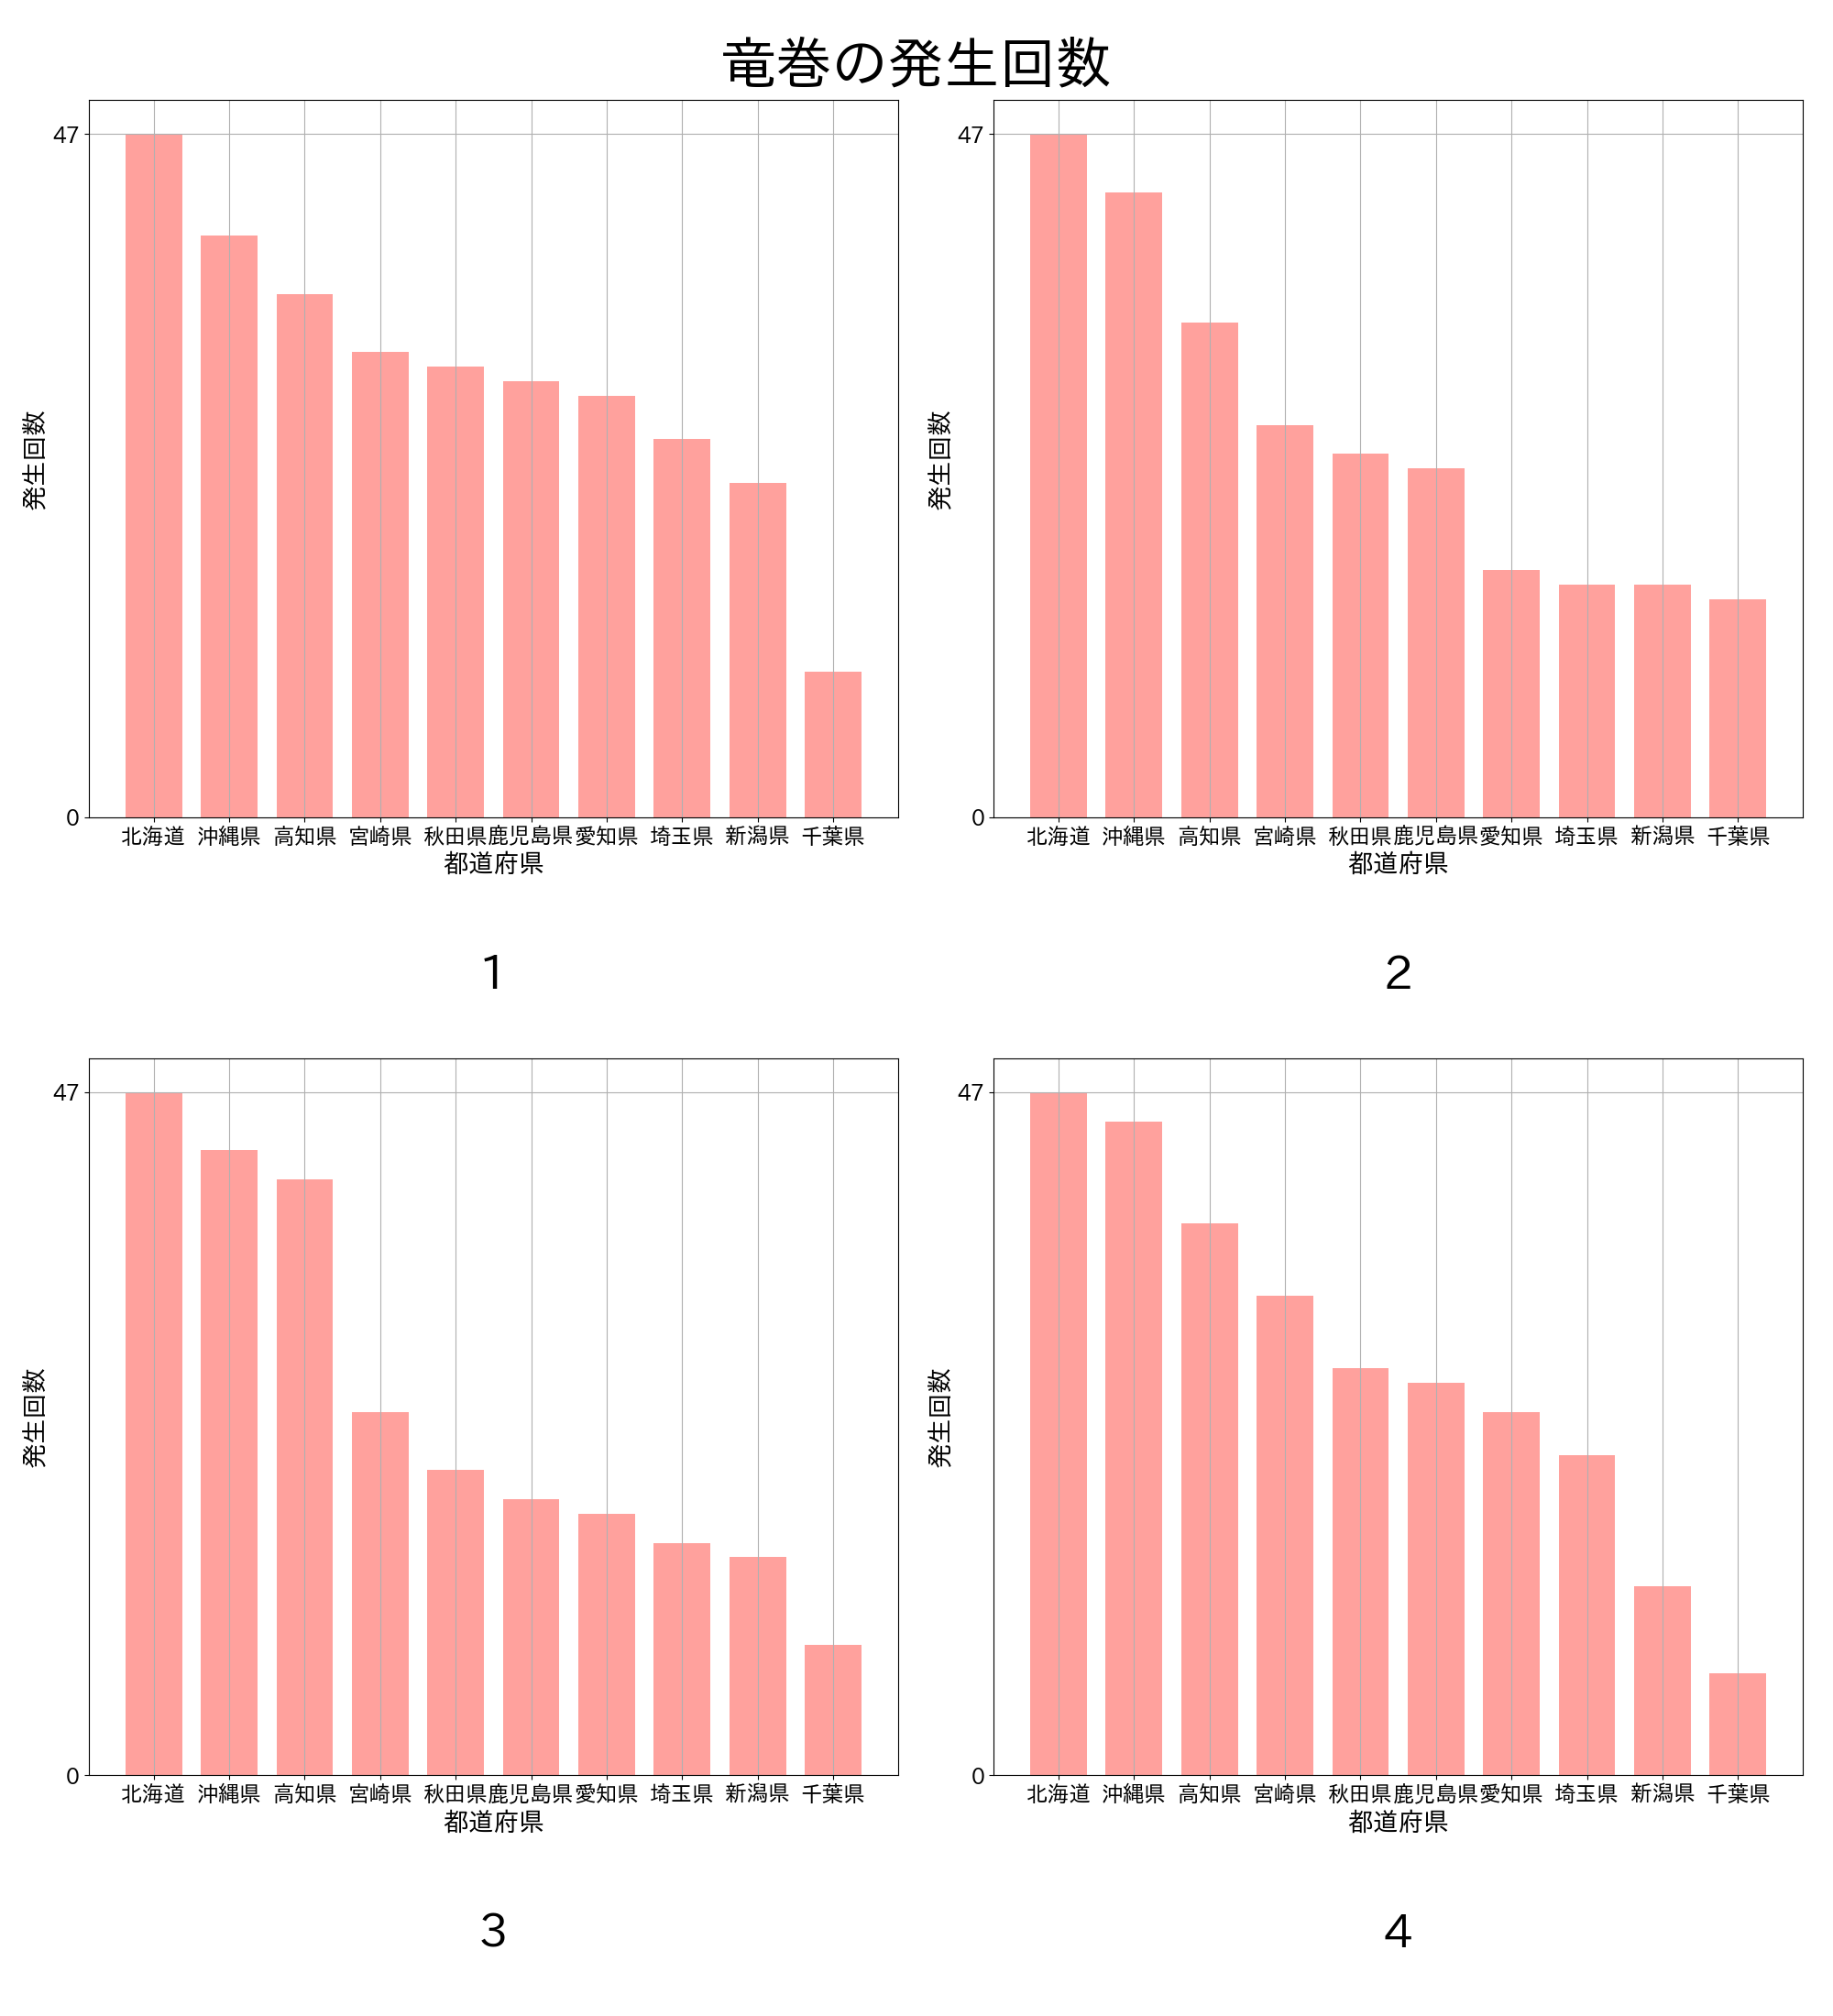 竜巻の発生回数
47
0
発生回数
北海道 沖縄県 高知県 宮崎県 秋田県 鹿児島県 愛知県 埼玉県 新潟県 千葉県
都道府県
1
47
0
発生回数
北海道 沖縄県 高知県 宮崎県 秋田県 鹿児島県 愛知県 埼玉県 新潟県 千葉県
都道府県
2
47
0
発生回数
北海道 沖縄県 高知県 宮崎県 秋田県 鹿児島県 愛知県 埼玉県 新潟県 千葉県
都道府県
3
47
0
発生回数
北海道 沖縄県 高知県 宮崎県 秋田県 鹿児島県 愛知県 埼玉県 新潟県 千葉県
都道府県
4